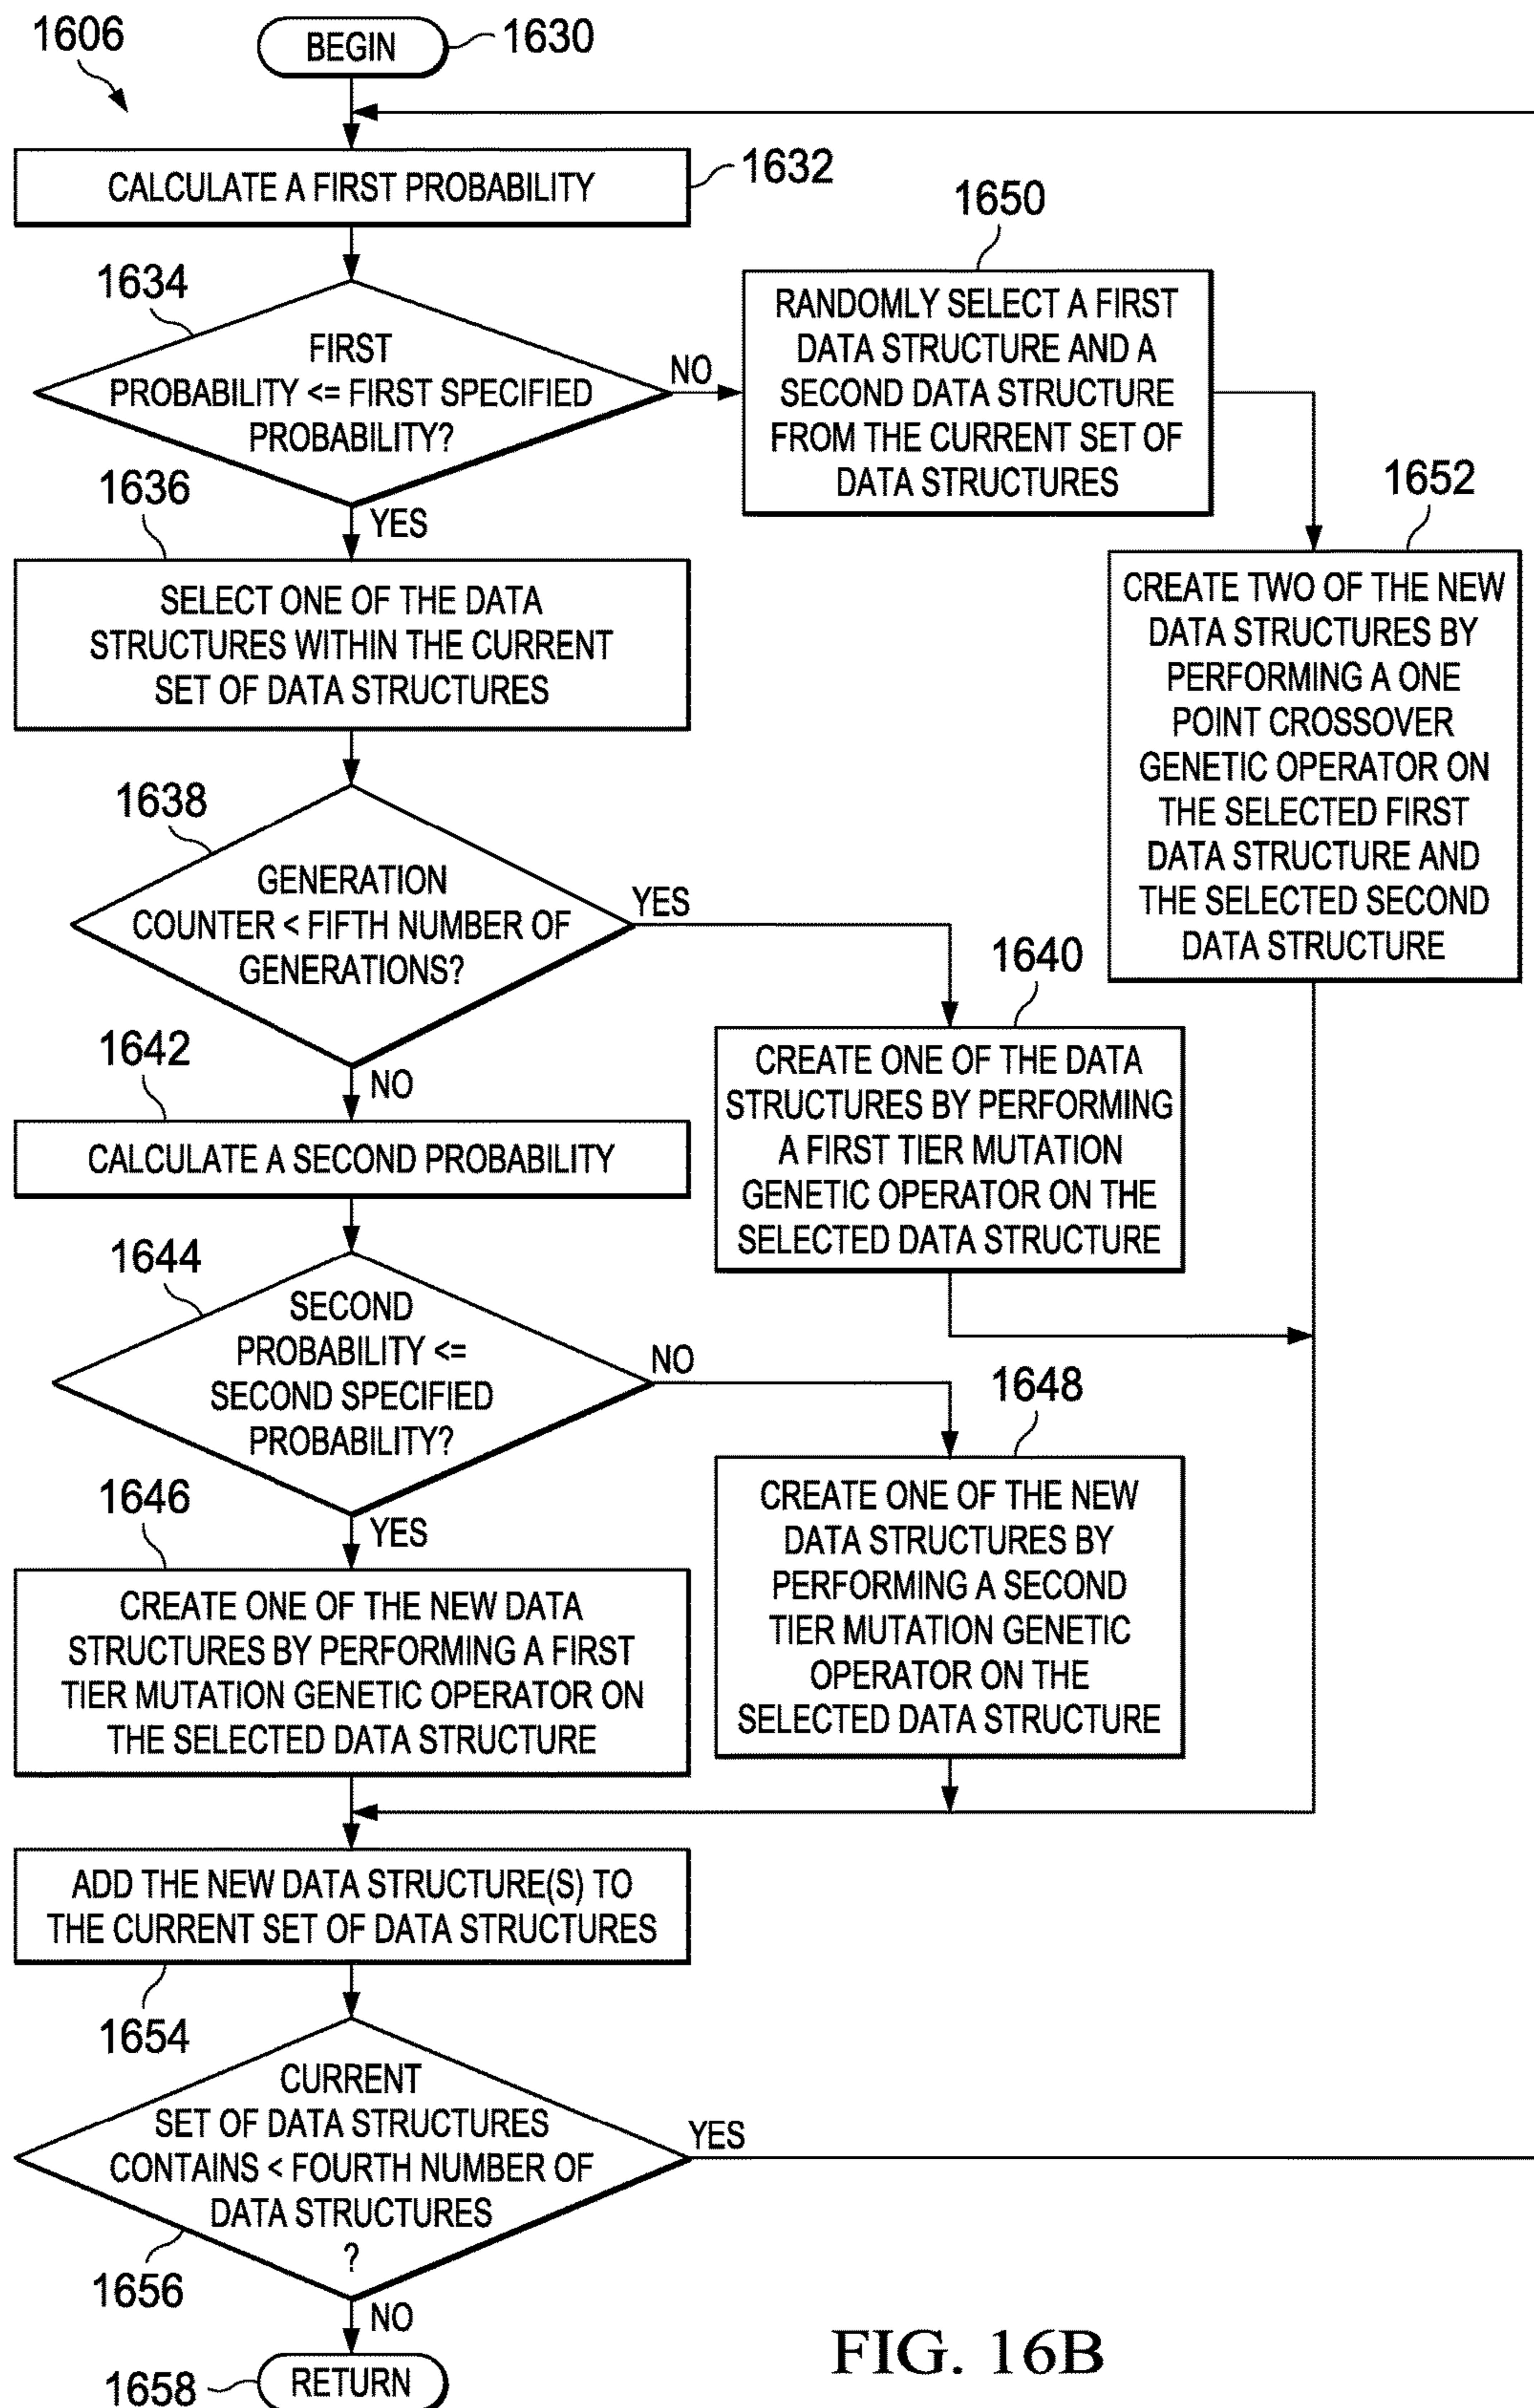 1606
BEGIN
1630
CALCULATE A FIRST PROBABILITY
1632
1634
FIRST
PROBABILITY <= FIRST SPECIFIED
PROBABILITY?
NO
YES
1650
RANDOMLY SELECT A FIRST
DATA STRUCTURE AND A
SECOND DATA STRUCTURE
FROM THE CURRENT SET OF
DATA STRUCTURES
1652
CREATE TWO OF THE NEW
DATA STRUCTURES BY
PERFORMING A ONE
POINT CROSSOVER
GENETIC OPERATOR ON
THE SELECTED FIRST
DATA STRUCTURE AND
THE SELECTED SECOND
DATA STRUCTURE
1636
SELECT ONE OF THE DATA
STRUCTURES WITHIN THE CURRENT
SET OF DATA STRUCTURES
1638
GENERATION
COUNTER < FIFTH NUMBER OF
GENERATIONS?
YES
NO
1640
CREATE ONE OF THE DATA
STRUCTURES BY PERFORMING
A FIRST TIER MUTATION
GENETIC OPERATOR ON THE
SELECTED DATA STRUCTURE
1642
CALCULATE A SECOND PROBABILITY
1644
SECOND
PROBABILITY <=
SECOND SPECIFIED
PROBABILITY?
NO
YES
1648
CREATE ONE OF THE NEW
DATA STRUCTURES BY
PERFORMING A SECOND
TIER MUTATION GENETIC
OPERATOR ON THE
SELECTED DATA STRUCTURE
1646
CREATE ONE OF THE NEW DATA
STRUCTURES BY PERFORMING A FIRST
TIER MUTATION GENETIC OPERATOR ON
THE SELECTED DATA STRUCTURE
ADD THE NEW DATA STRUCTURE(S) TO
THE CURRENT SET OF DATA STRUCTURES
1654
CURRENT
SET OF DATA STRUCTURES
CONTAINS < FOURTH NUMBER OF
DATA STRUCTURES
?
YES
1656
NO
RETURN
1658
FIG. 16B